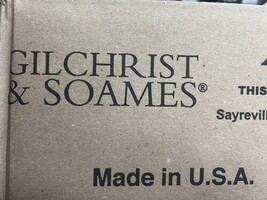 GILCHRIST
& SOAMES®
THIS
Sayrevill
Made in U.S.A.